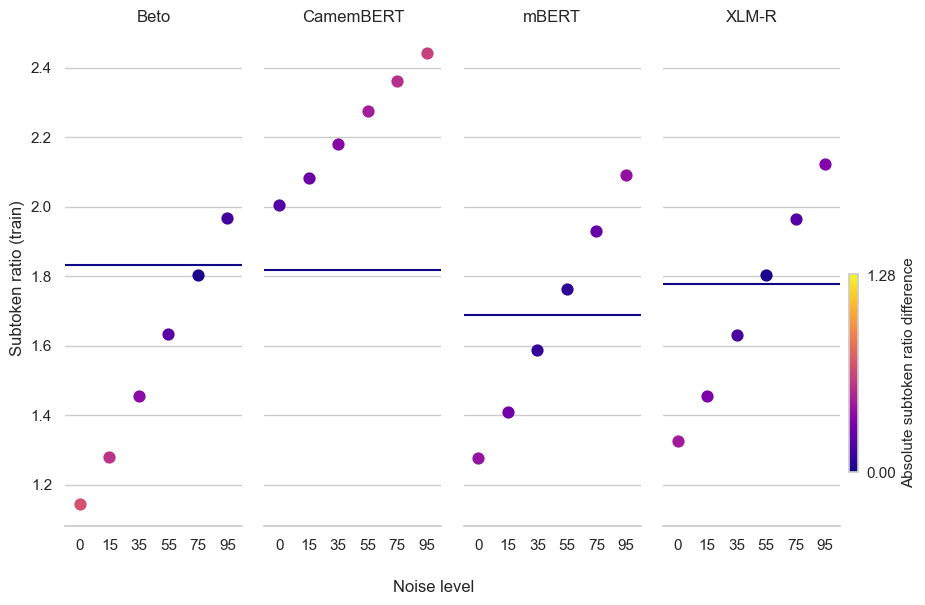 Beto CamemBERT mBERT XLM-R
2.4
2.2
2.0
1.8
1.6
1.4
1.2
Subtoken ratio (train)
0 15 35 55 75 95 0 15 35 55 75 95 0 15 35 55 75 95 0 15 35 55 75 95
Noise level
1.28
0.00
Absolute subtoken ratio difference